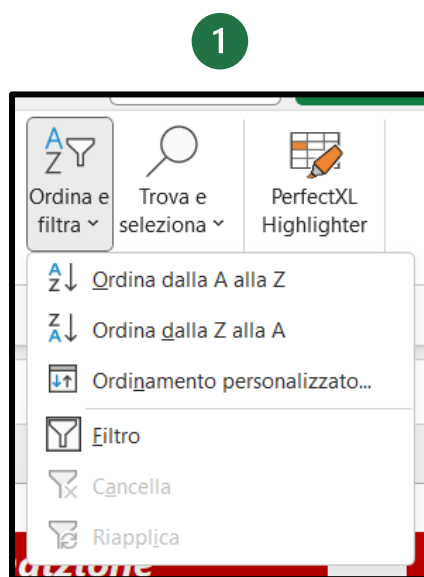 1
Ordina e
filtra
Trova e
seleziona
PerfectXL
Highlighter
Ordina dalla A alla Z
Ordina dalla Z alla A
Ordinamento personalizzato...
Filtro
Cancella
Riapplica